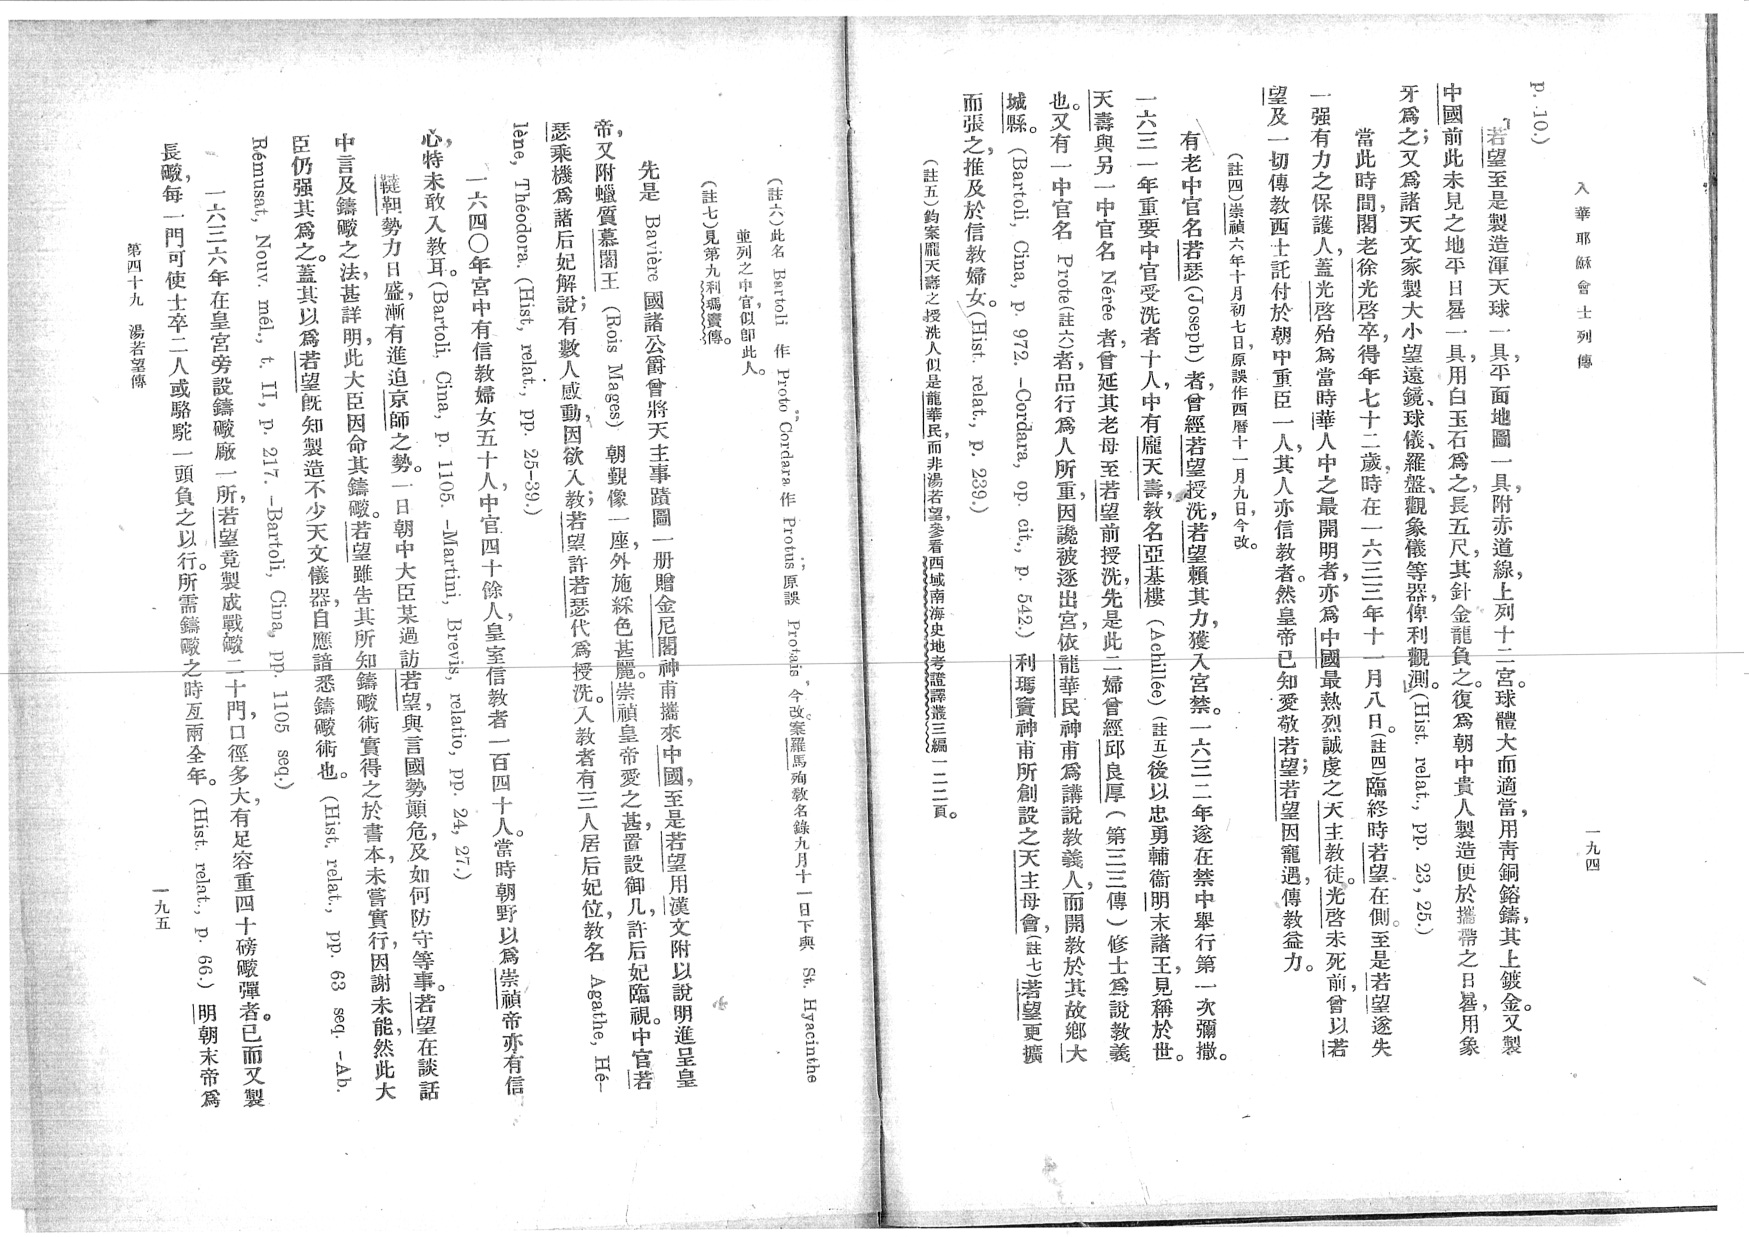 入華耶穌會士列傳
一九四
p. 10.)
若望至是製造渾天球一具,平面地圖一具附赤道線,上列十二宮。球體大而適當,用靑銅鎔鑄,其上鍍金。又製
中國前此未見之地平日晷一具,用白玉石爲之,長五尺,其針金龍負之。復爲朝中貴人製造便於攜帶之日晷,用象
牙爲之;又爲諸天文家製大小望遠鏡、球儀、羅盤、觀象儀等器,俾利觀測。(Hist. relat., pp. 23, 25.)
當此時間,閣老徐光啓卒,得年七十二歲,時在一六三三年十一月八日。(註四)臨終時若望在側。至是若望遂失
一强有力之保護人,蓋光啓殆爲當時華人中之最開明者,亦爲中國最熱烈誠虔之天主教徒。光啓未死前,曾以若
望及一切傳教西士託付於朝中重臣一人,其人亦信教者。然皇帝已知愛敬若望;若望因寵遇,傳教益力。
(註四)崇禎六年十月初七日,原誤作西曆十一月九日,今改。
有老中官名若瑟(Joseph)者,曾經若望授洗,若望賴其力,獲入宮禁。一六三二年遂在禁中舉行第一次彌撒。
一六三一年重要中官受洗者十人,中有龐天壽,教名亞基樓 (Achillée)(註五)後以忠勇輔衞明末諸王,見稱於世。
天壽與另一中官名 Nérée 者,曾延其老母至若望前授洗,先是此二婦曾經邱良厚(第三三傳)修士爲說教義
也。又有一中官名 Prote(註六)者,品行爲人所重,因讒被逐出宮,依龍華民神甫爲講說教義人,而開教於其故鄉大
城縣。(Bartoli, Cina, p. 972. –Cordara, op. cit., p. 542.) 利瑪竇神甫所創設之天主母會,(註七)若望更擴
而張之,推及於信教婦女。(Hist. relat., p. 239.)
(註五)鈞案龐天壽之授洗人似是龍華民,而非湯若望,參看西域南海史地考證譯叢三編一二二頁。
(註六)此名 Bartoli 作 Proto, Cordara 作 Protus; 原誤 Protais, 今改。案羅馬殉教名錄九月十一日下與 St. Hyacinthe
並列之中官,似卽此人。
(註七)見第九利瑪竇傳。
先是 Bavière 國諸公爵曾將天主事蹟圖一册贈金尼閣神甫攜來中國,至是若望用漢文附以說明進呈皇
帝,又附蠟質慕閣王 (Rois Mages) 朝覲像一座,外施綵色甚麗。崇禎皇帝愛之甚,置設御几,許后妃臨視。中官若
瑟乘機爲諸后妃解說;有數人感動,因欲入教;若望許若瑟代爲授洗。入教者有三人居后妃位,教名 Agathe, Hé–
lène, Théodora. (Hist, relat., pp. 25–39.)
一六四〇年宮中有信教婦女五十人,中官四十餘人,皇室信教者一百四十人。當時朝野以爲崇禎帝亦有信
心,特未敢入教耳。(Bartoli, Cina, p. 1105. –Martini, Brevis, relatio, pp. 24, 27.)
韃靼勢力日盛,漸有進迫京師之勢。一日朝中大臣某過訪若望,與言國勢顚危,及如何防守等事。若望在談話
中言及鑄礮之法,甚詳明,此大臣因命其鑄礮。若望雖吿其所知鑄礮術實得之於書本,未嘗實行,因謝未能,然此大
臣仍强其爲之。蓋其以爲若望旣知製造不少天文儀器,自應諳悉鑄礮術也。(Hist. relat., pp. 63 seq. –Ab.
Rémusat, Nouv. mél., t. II, p. 217. –Bartoli, Cina, pp. 1105 seq.)
一六三六年在皇宮旁設鑄礮廠一所,若望竟製成戰礮二十門,口徑多大,有足容重四十磅礮彈者。已而又製
長礮,每一門可使士卒二人或駱駝一頭負之以行。所需鑄礮之時亙兩全年。(Hist. relat., p. 66.) 明朝末帝爲
第四十九 湯若望傳
一九五